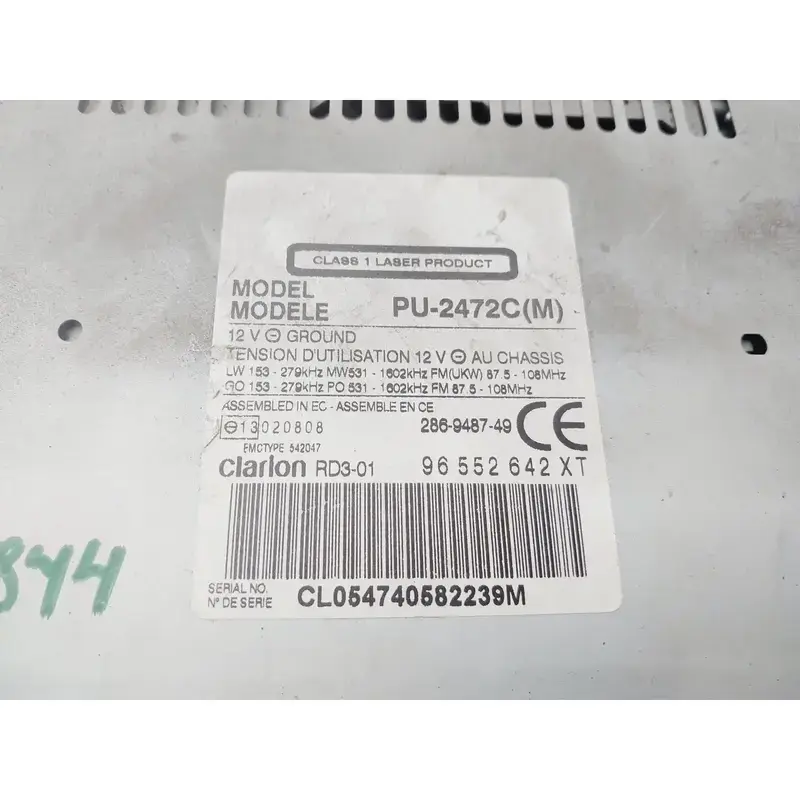 CLASS 1 LASER PRODUCT
MODEL
MODELE PU-2472C(M)
12 V ⊖ GROUND
TENSION D'UTILISATION 12 V ⊖ AU CHASSIS
LW 153 - 279kHz MW531 - 1602kHz FM(UKW) 87.5 - 108MHz
GO 153 - 279kHz PO 531 - 1602kHz FM 87.5 - 108MHz
ASSEMBLED IN EC - ASSEMBLE EN CE
e13 020808 286-9487-49 CE
EMCTYPE 542047
clarion RD3-01 96 552 642 XT
SERIAL NO.
N° DE SERIE CL054740582239M
844